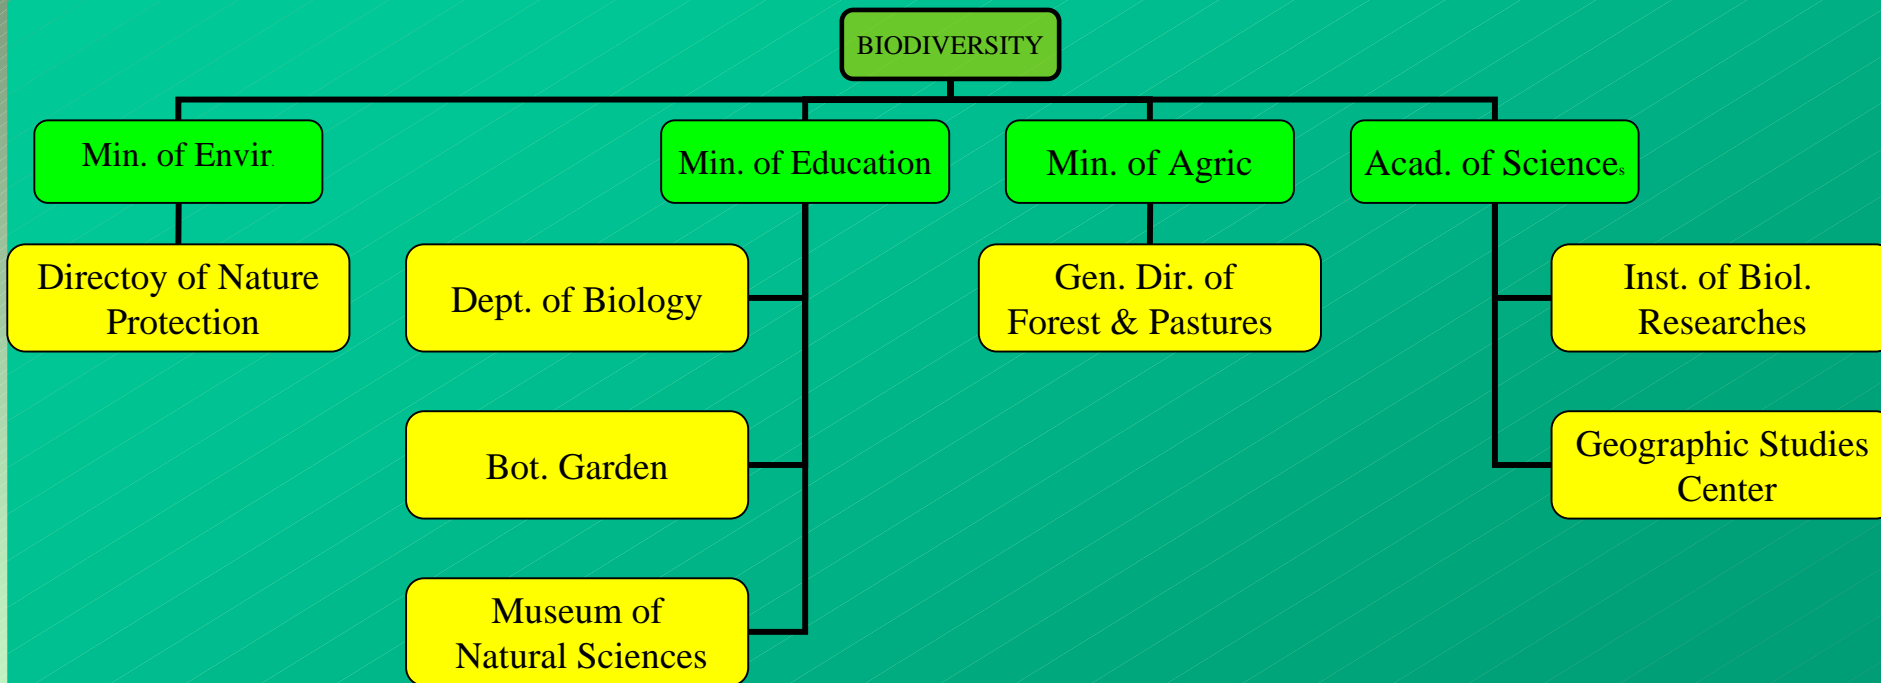 BIODIVERSITY
Min. of Envir.
Min. of Education
Min. of Agric
Acad. of Sciences
Directoy of Nature
Protection
Dept. of Biology
Gen. Dir. of
Forest & Pastures
Inst. of Biol.
Researches
Bot. Garden
Geographic Studies
Center
Museum of
Natural Sciences